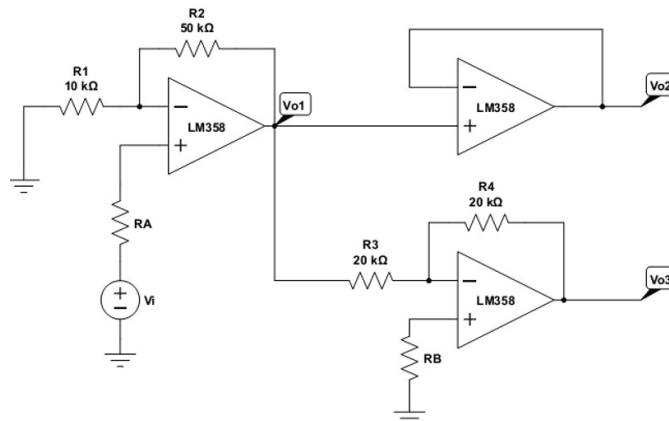 R2
50 kΩ
R1
10 kΩ
−
LM358
+
Vo1
RA
+
−
Vi
−
LM358
+
Vo2
R4
20 kΩ
R3
20 kΩ
−
LM358
+
Vo3
RB